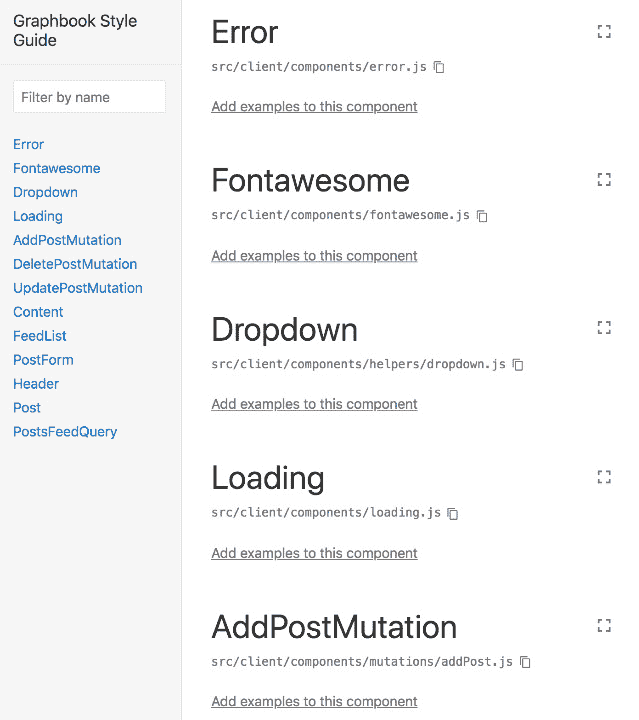 Graphbook Style
Guide
Filter by name
Error
Fontawesome
Dropdown
Loading
AddPostMutation
DeletePostMutation
UpdatePostMutation
Content
FeedList
PostForm
Header
Post
PostsFeedQuery
Error
src/client/components/error.js
Add examples to this component
Fontawesome
src/client/components/fontawesome.js
Add examples to this component
Dropdown
src/client/components/helpers/dropdown.js
Add examples to this component
Loading
src/client/components/loading.js
Add examples to this component
AddPostMutation
src/client/components/mutations/addPost.js
Add examples to this component